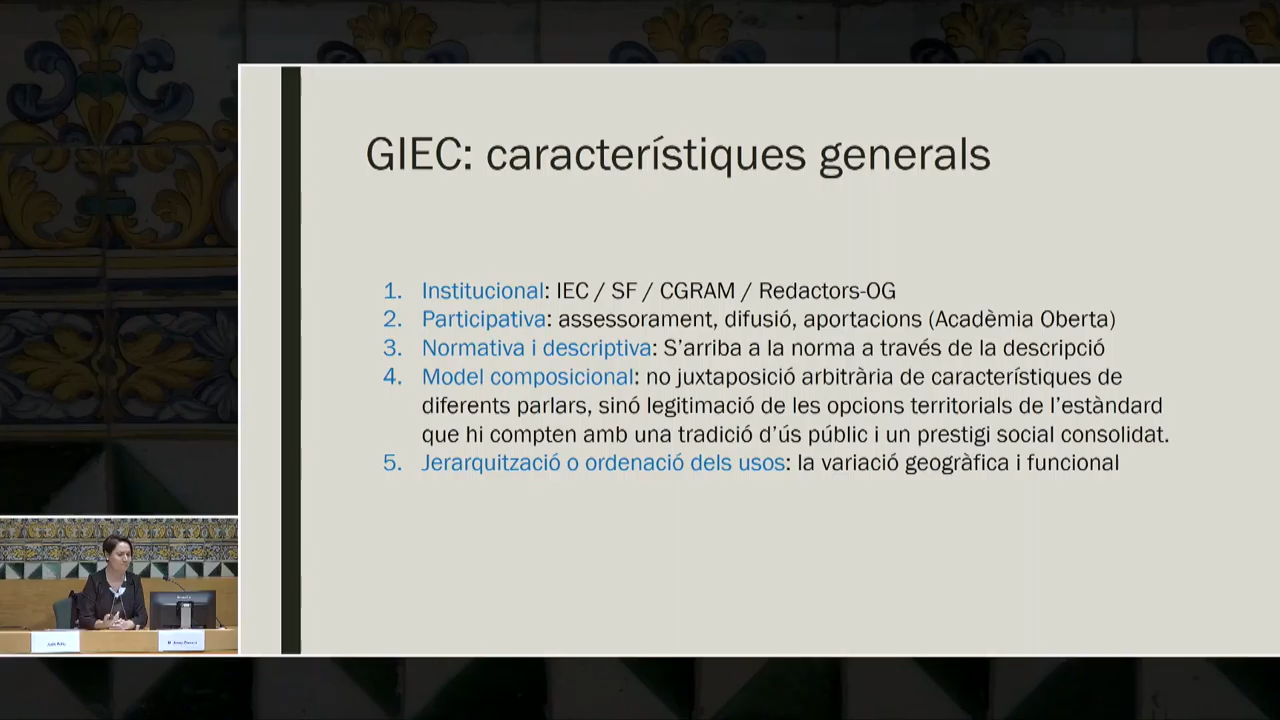 GIEC: característiques generals
1. Institucional: IEC / SF / CGRAM / Redactors-OG
2. Participativa: assessorament, difusió, aportacions (Acadèmia Oberta)
3. Normativa i descriptiva: S’arriba a la norma a través de la descripció
4. Model composicional: no juxtaposició arbitrària de característiques de
diferents parlars, sinó legitimació de les opcions territorials de l’estàndard
que hi compten amb una tradició d’ús públic i un prestigi social consolidat.
5. Jerarquització o ordenació dels usos: la variació geogràfica i funcional